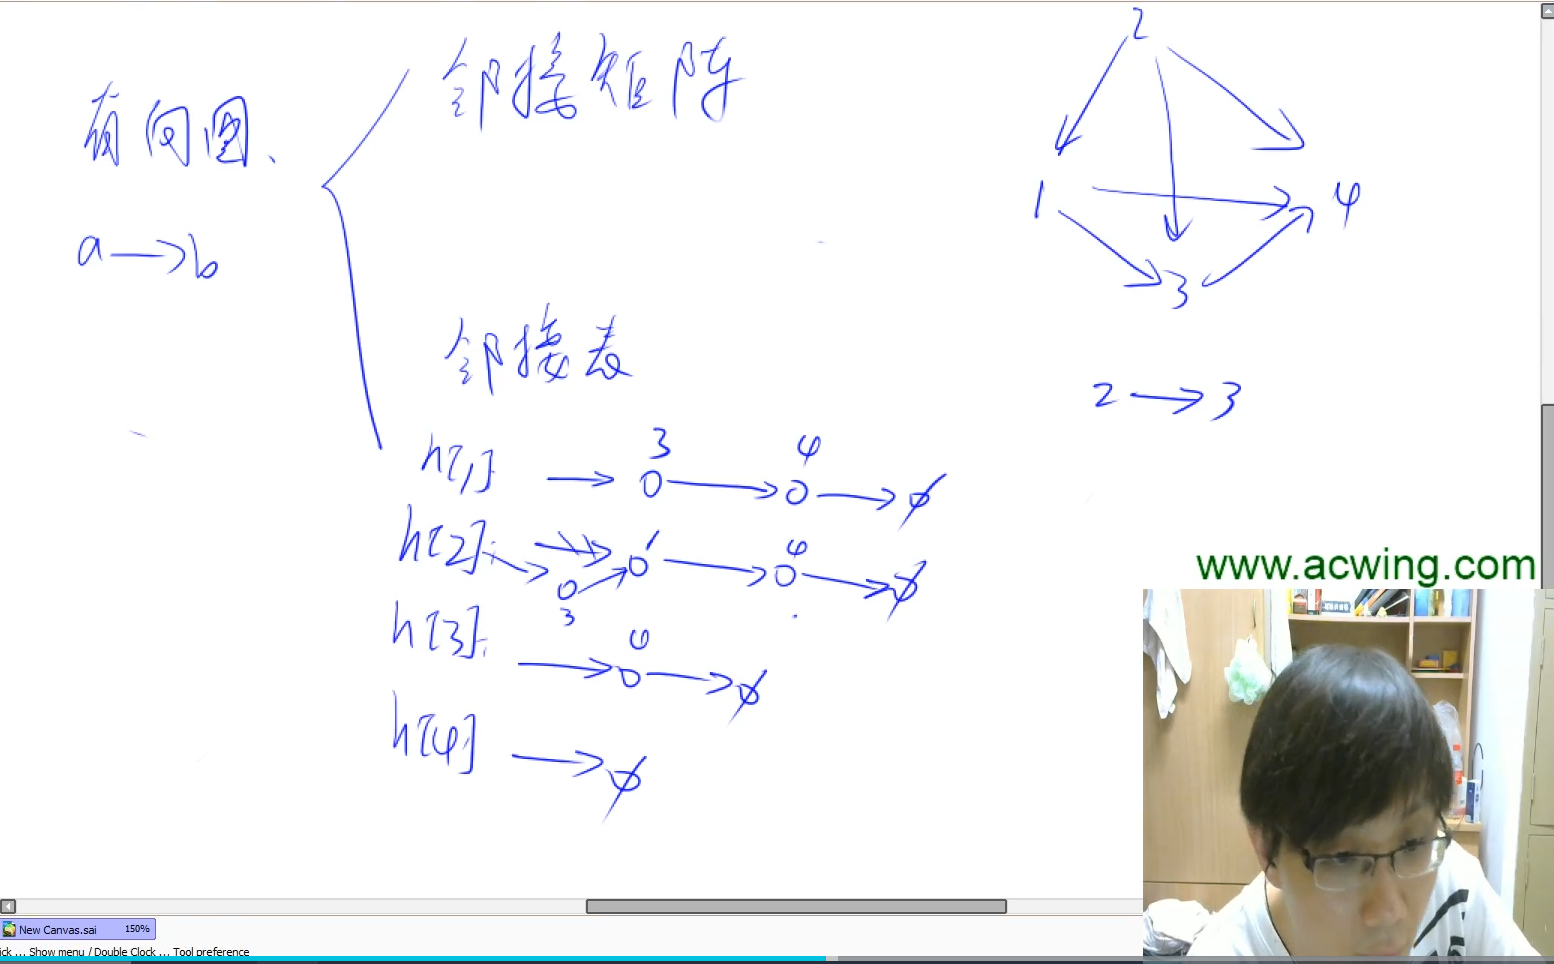 有向图、
a→b
邻接矩阵
邻接表
h[1] → 3 → 4 → ∅
h[2]: → 3 → 1 → 4 → ∅
h[3]: → 4 → ∅
h[4] → ∅
2
1
4
3
2→3
www.acwing.com
New Canvas.sai 150%
ick ... Show menu / Double Clock ... Tool preference